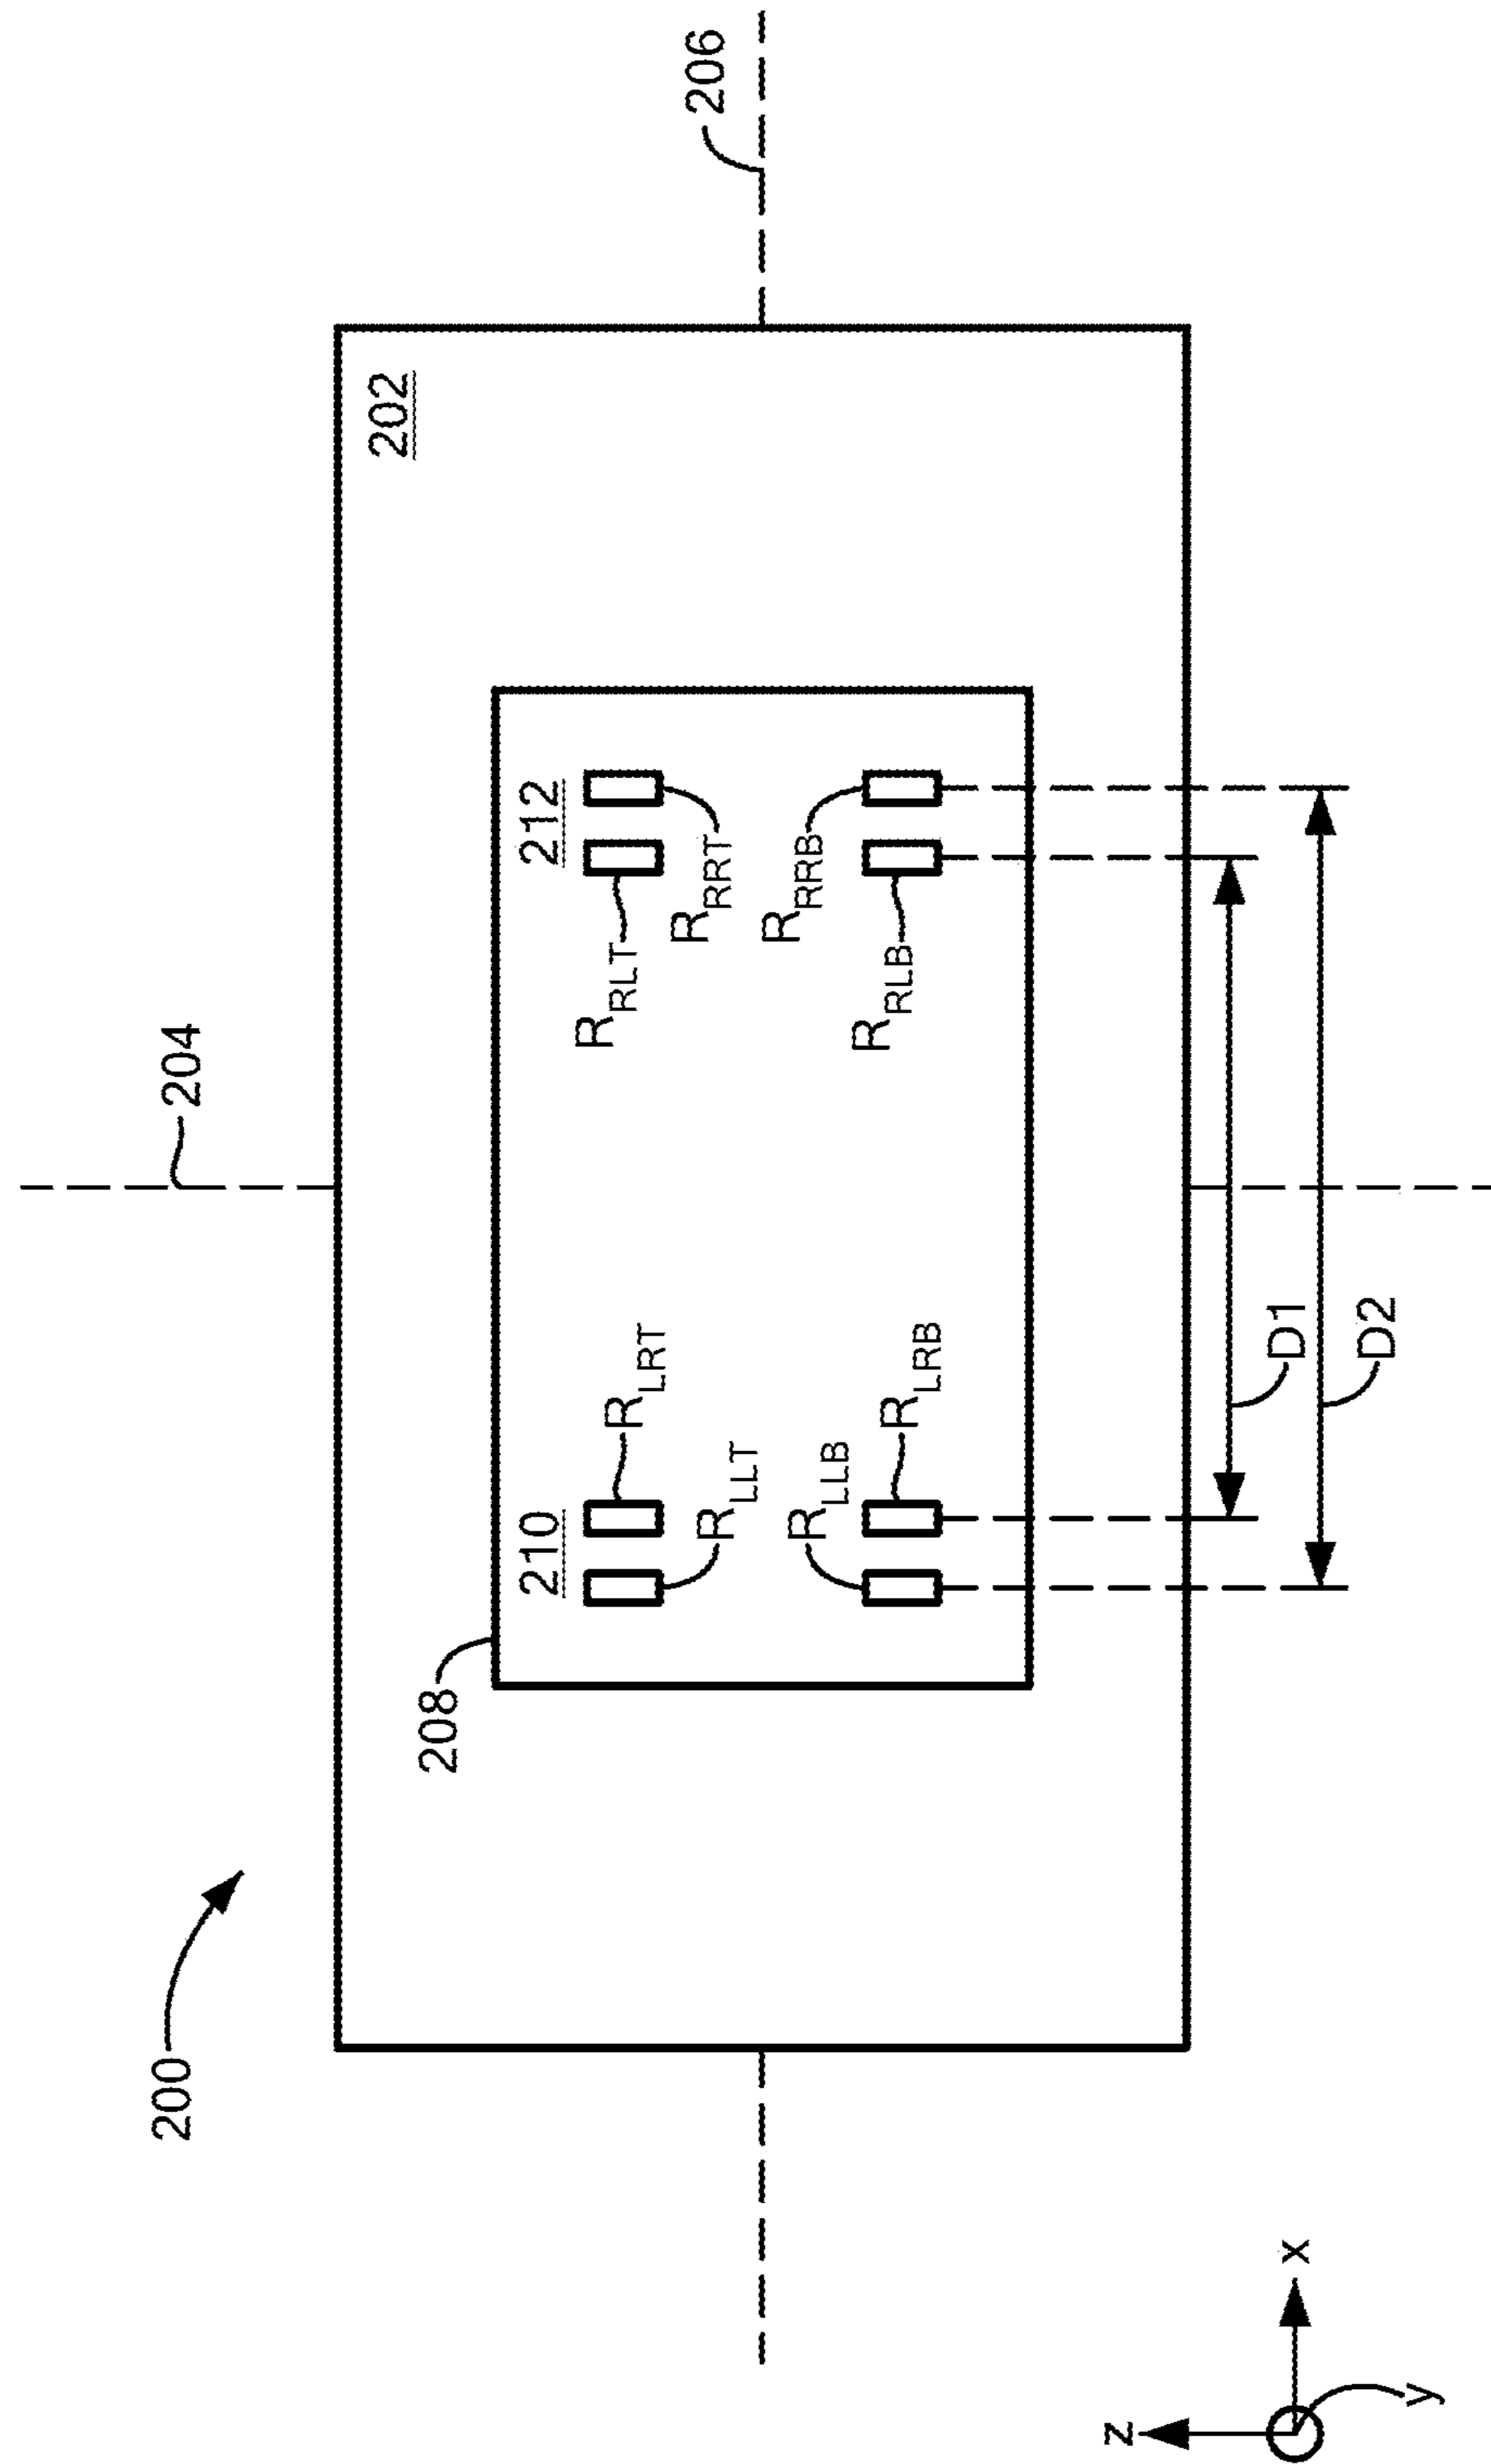 200
204
202
208
210
212
206
R_LRT
R_RLT
R_LLT
R_RRT
R_LLB
R_RRB
R_LRB
R_RLB
z
D1
x
D2
y